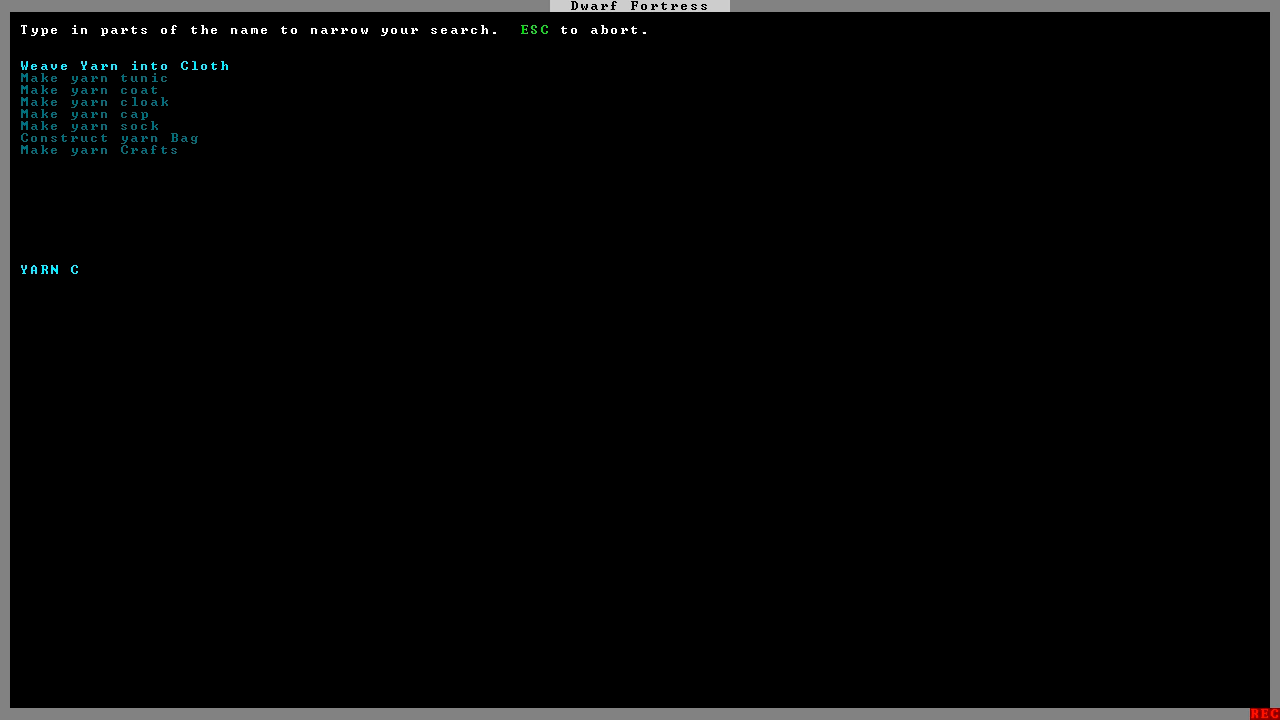 Dwarf Fortress
Type in parts of the name to narrow your search.  ESC to abort.
Weave Yarn into Cloth
Make yarn tunic
Make yarn coat
Make yarn cloak
Make yarn cap
Make yarn sock
Construct yarn Bag
Make yarn Crafts
YARN C
REC